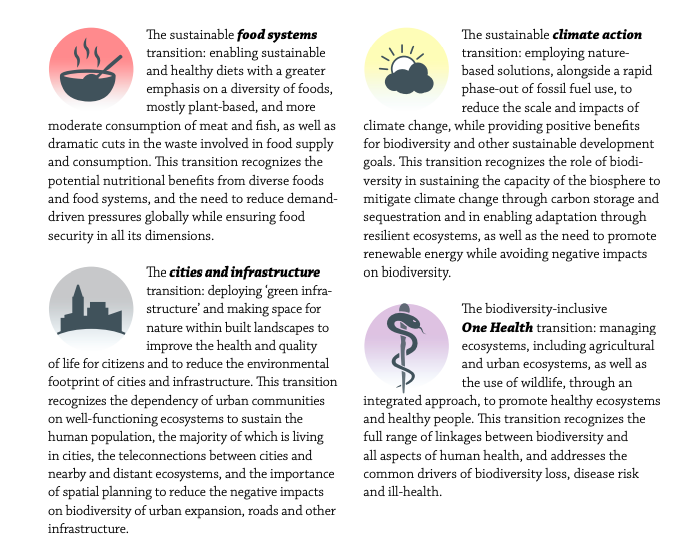 The sustainable food systems
transition: enabling sustainable
and healthy diets with a greater
emphasis on a diversity of foods,
mostly plant-based, and more
moderate consumption of meat and fish, as well as
dramatic cuts in the waste involved in food supply
and consumption. This transition recognizes the
potential nutritional benefits from diverse foods
and food systems, and the need to reduce demand-
driven pressures globally while ensuring food
security in all its dimensions.
The cities and infrastructure
transition: deploying ‘green infra-
structure’ and making space for
nature within built landscapes to
improve the health and quality
of life for citizens and to reduce the environmental
footprint of cities and infrastructure. This transition
recognizes the dependency of urban communities
on well-functioning ecosystems to sustain the
human population, the majority of which is living
in cities, the teleconnections between cities and
nearby and distant ecosystems, and the importance
of spatial planning to reduce the negative impacts
on biodiversity of urban expansion, roads and other
infrastructure.
The sustainable climate action
transition: employing nature-
based solutions, alongside a rapid
phase-out of fossil fuel use, to
reduce the scale and impacts of
climate change, while providing positive benefits
for biodiversity and other sustainable development
goals. This transition recognizes the role of biodi-
versity in sustaining the capacity of the biosphere to
mitigate climate change through carbon storage and
sequestration and in enabling adaptation through
resilient ecosystems, as well as the need to promote
renewable energy while avoiding negative impacts
on biodiversity.
The biodiversity-inclusive
One Health transition: managing
ecosystems, including agricultural
and urban ecosystems, as well as
the use of wildlife, through an
integrated approach, to promote healthy ecosystems
and healthy people. This transition recognizes the
full range of linkages between biodiversity and
all aspects of human health, and addresses the
common drivers of biodiversity loss, disease risk
and ill-health.